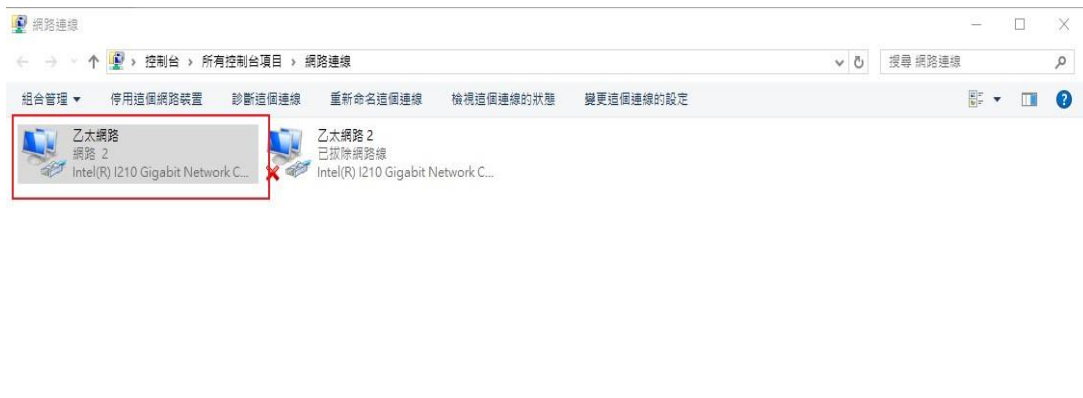 網路連線
控制台 › 所有控制台項目 › 網路連線
搜尋 網路連線
組合管理 停用這個網路裝置 診斷這個連線 重新命名這個連線 檢視這個連線的狀態 變更這個連線的設定
乙太網路
網路 2
Intel(R) I210 Gigabit Network C...
乙太網路 2
已拔除網路線
Intel(R) I210 Gigabit Network C...